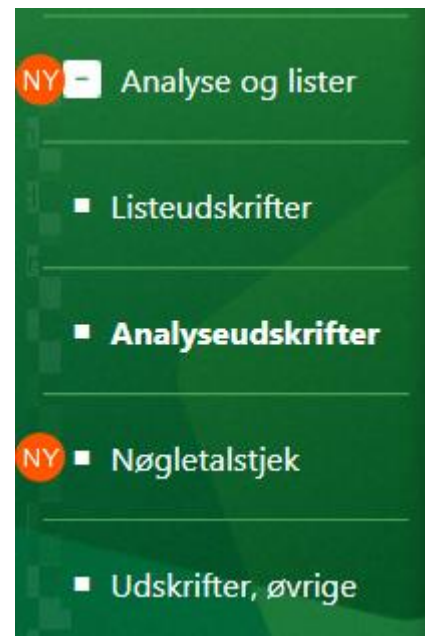 NY - Analyse og lister
Listeudskrifter
Analyseudskrifter
NY Nøgletalstjek
Udskrifter, øvrige